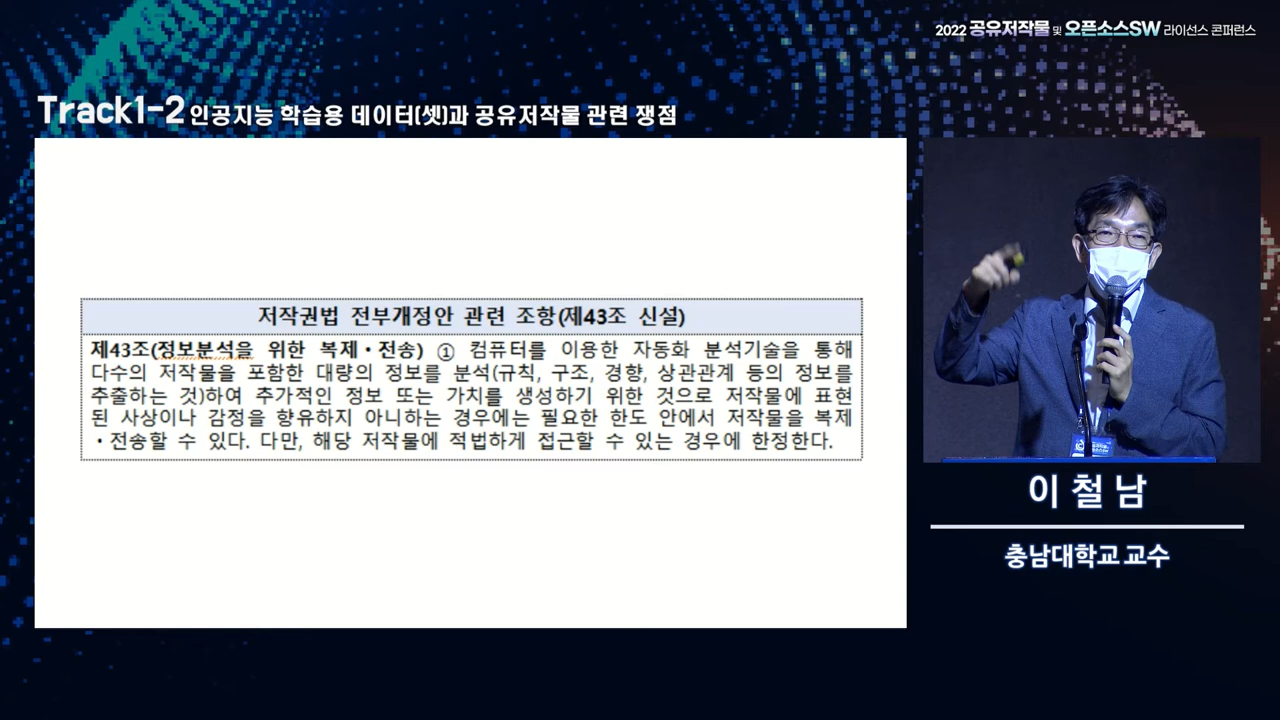 2022 공유저작물 및 오픈소스SW 라이선스 콘퍼런스
Track1-2 인공지능 학습용 데이터(셋)과 공유저작물 관련 쟁점
저작권법 전부개정안 관련 조항(제43조 신설)
제43조(정보분석을 위한 복제・전송) ① 컴퓨터를 이용한 자동화 분석기술을 통해
다수의 저작물을 포함한 대량의 정보를 분석(규칙, 구조, 경향, 상관관계 등의 정보를
추출하는 것)하여 추가적인 정보 또는 가치를 생성하기 위한 것으로 저작물에 표현
된 사상이나 감정을 향유하지 아니하는 경우에는 필요한 한도 안에서 저작물을 복제
・전송할 수 있다. 다만, 해당 저작물에 적법하게 접근할 수 있는 경우에 한정한다.
이철남
충남대학교 교수